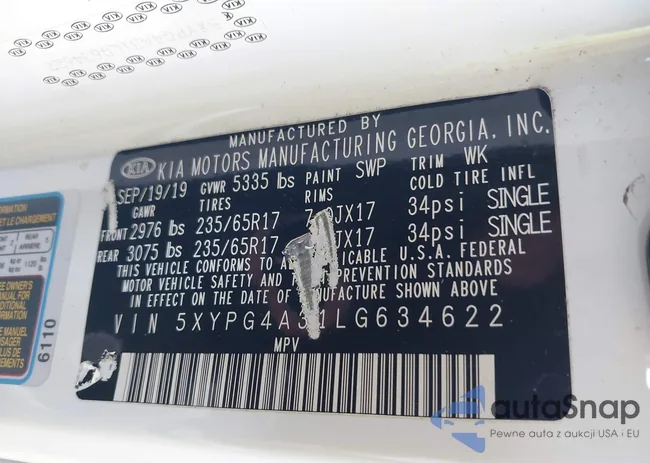 MANUFACTURED BY
KIA KIA MOTORS MANUFACTURING GEORGIA, INC.
SEP/19/19 GVWR 5335 lbs PAINT SWP TRIM WK
GAWR TIRES RIMS COLD TIRE INFL
FRONT 2976 lbs 235/65R17 34psi SINGLE
REAR 3075 lbs 235/65R17 34psi SINGLE
THIS VEHICLE CONFORMS TO ALL APPLICABLE U.S.A. FEDERAL
MOTOR VEHICLE SAFETY AND THEFT PREVENTION STANDARDS
IN EFFECT ON THE DATE OF MANUFACTURE SHOWN ABOVE.
VIN 5XYPG4A31LG634622
MPV
6110
autaSnap
Pewne auta z aukcji USA i EU